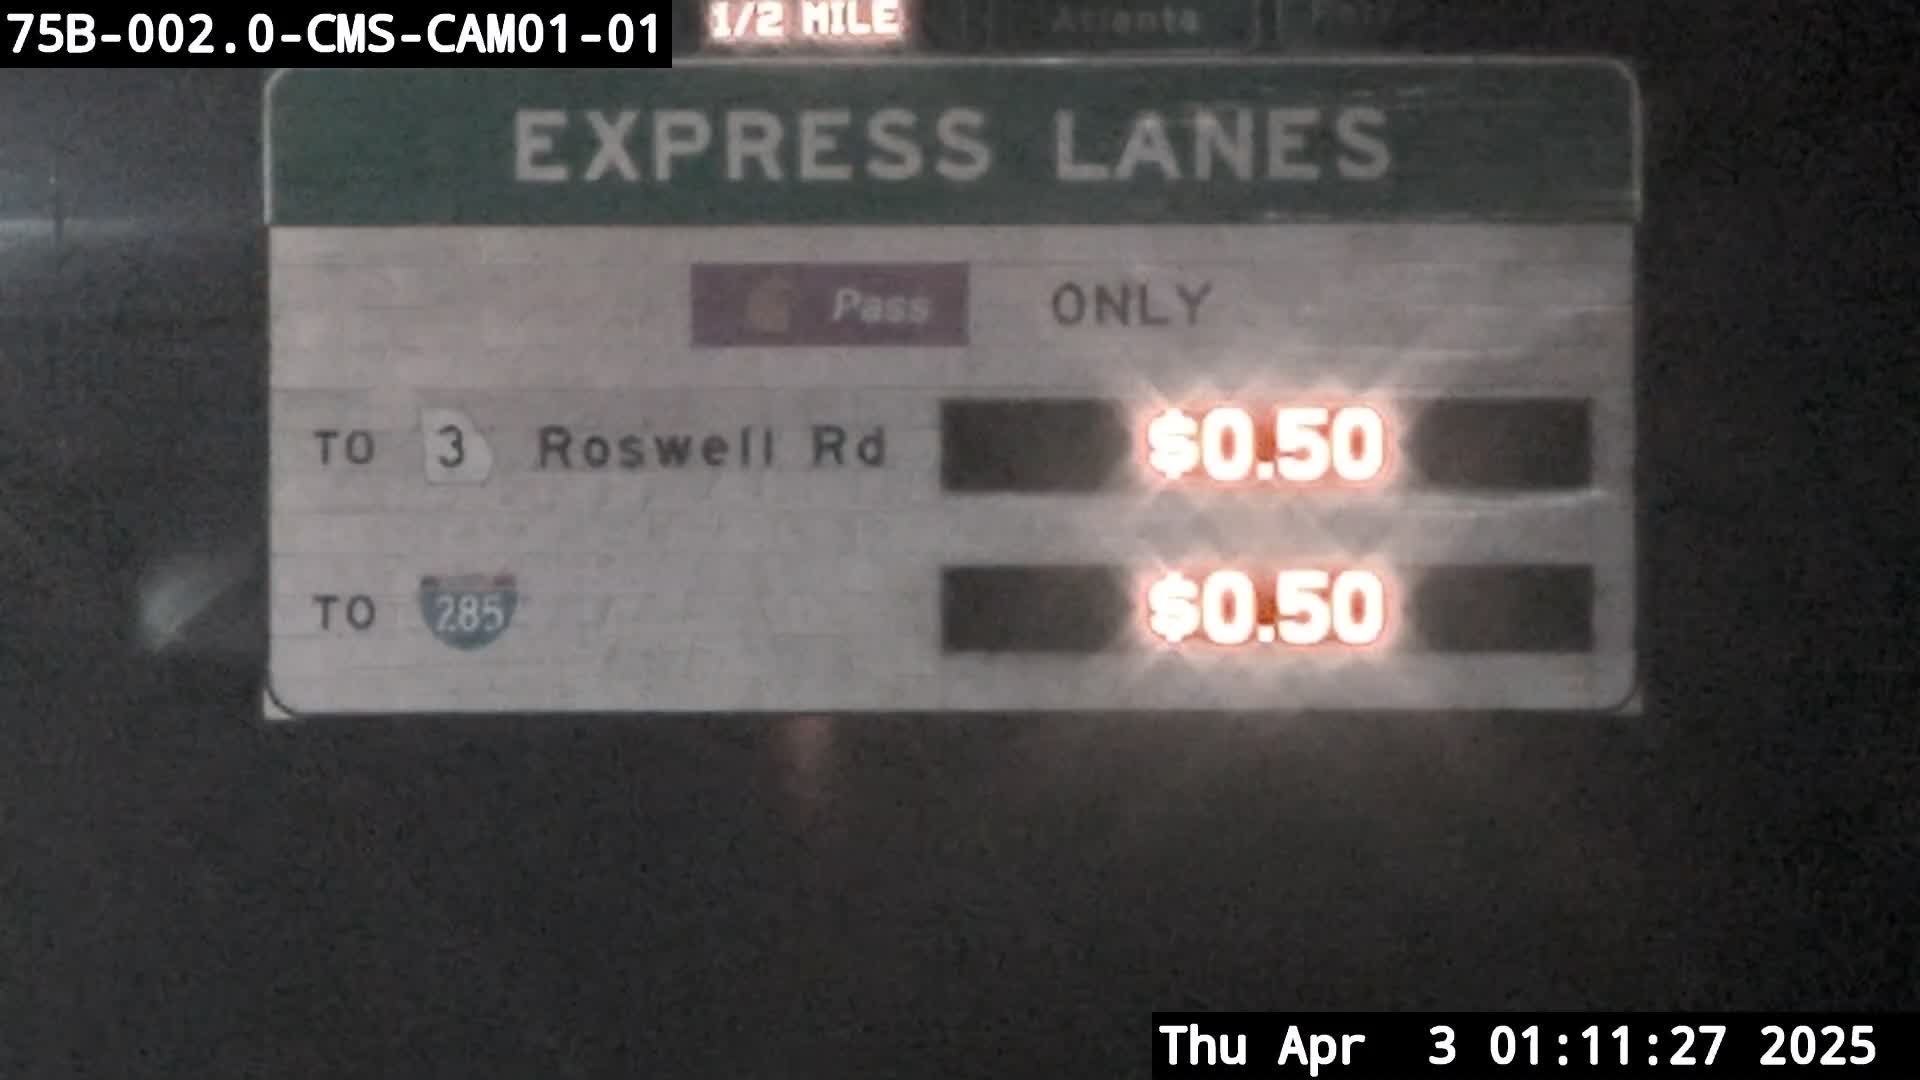 75B-002.0-CMS-CAM01-01
1/2 MILE
Atlanta
EXPRESS LANES
Pass ONLY
TO 3 Roswell Rd $0.50
TO 285 $0.50
Thu Apr 3 01:11:27 2025